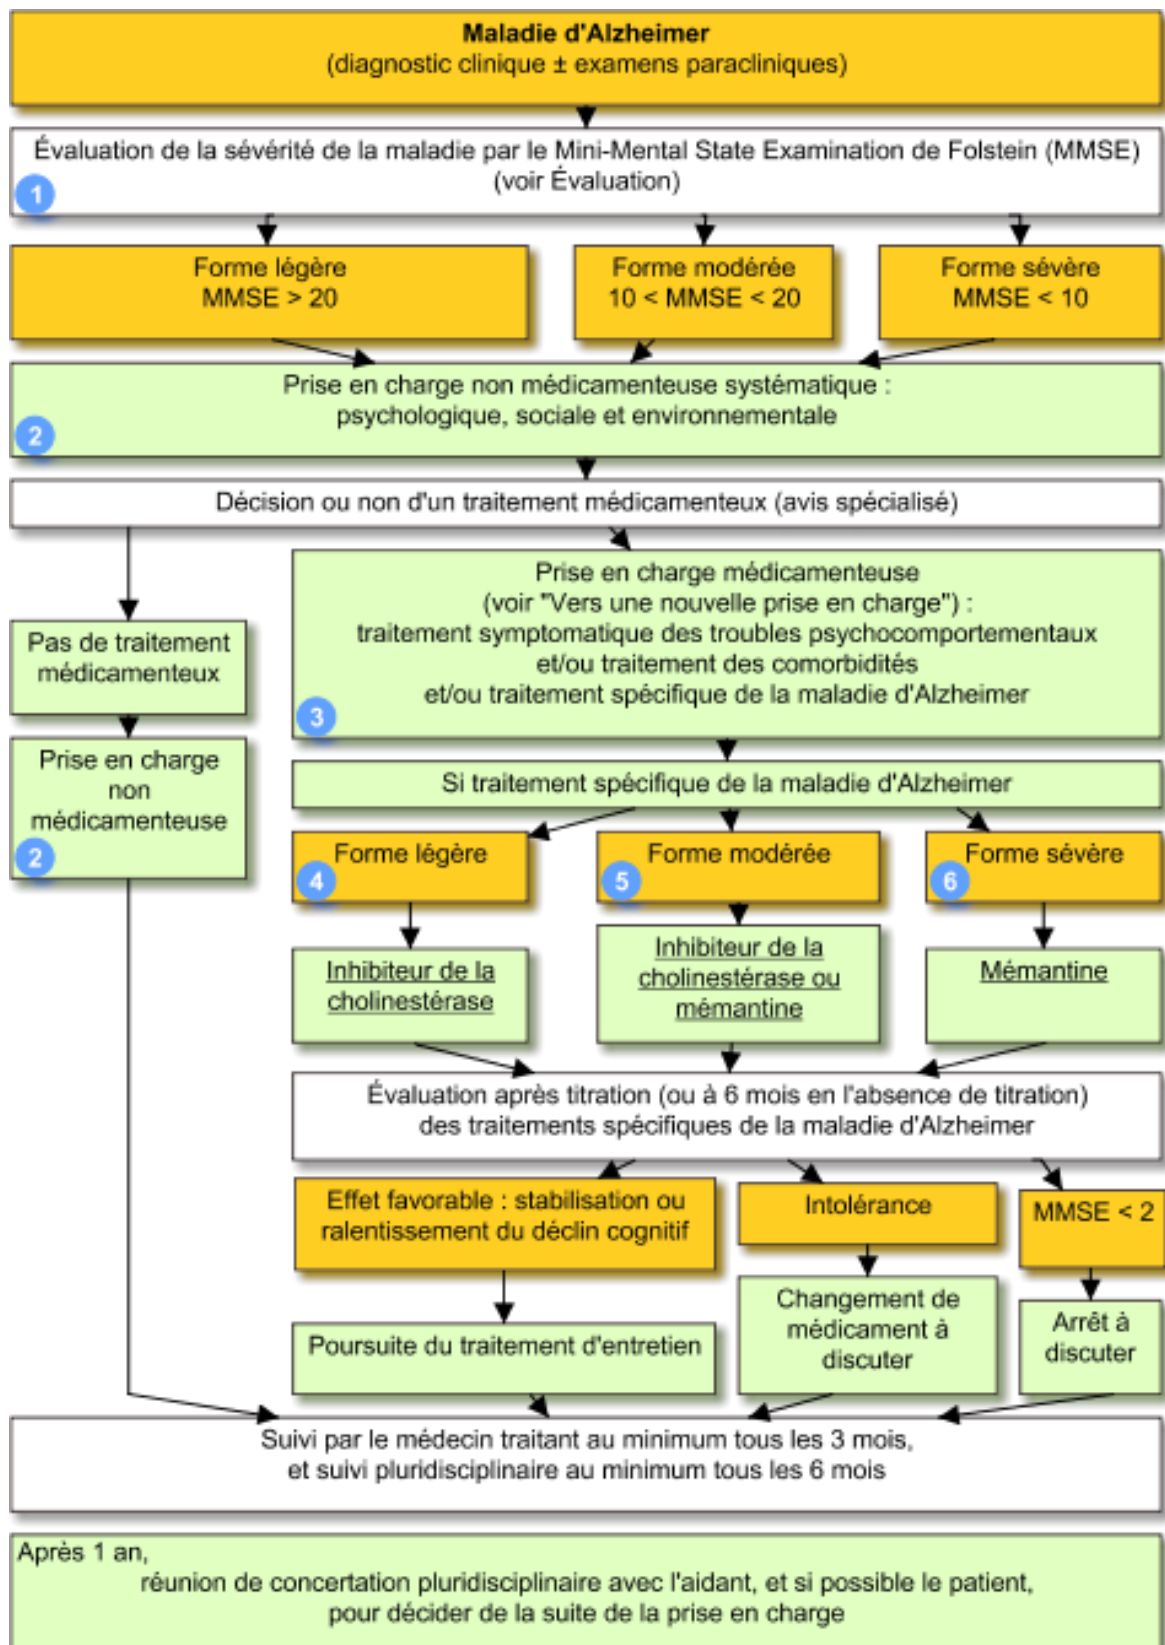 Maladie d'Alzheimer
(diagnostic clinique ± examens paracliniques)
Évaluation de la sévérité de la maladie par le Mini-Mental State Examination de Folstein (MMSE)
(voir Évaluation)
1
Forme légère
MMSE > 20
Forme modérée
10 < MMSE < 20
Forme sévère
MMSE < 10
Prise en charge non médicamenteuse systématique :
psychologique, sociale et environnementale
2
Décision ou non d'un traitement médicamenteux (avis spécialisé)
Pas de traitement
médicamenteux
Prise en charge
non
médicamenteuse
2
Prise en charge médicamenteuse
(voir "Vers une nouvelle prise en charge") :
traitement symptomatique des troubles psychocomportementaux
et/ou traitement des comorbidités
et/ou traitement spécifique de la maladie d'Alzheimer
3
Si traitement spécifique de la maladie d'Alzheimer
Forme légère
4
Forme modérée
5
Forme sévère
6
Inhibiteur de la
cholinestérase
Inhibiteur de la
cholinestérase ou
mémantine
Mémantine
Évaluation après titration (ou à 6 mois en l'absence de titration)
des traitements spécifiques de la maladie d'Alzheimer
Effet favorable : stabilisation ou
ralentissement du déclin cognitif
Intolérance
MMSE < 2
Poursuite du traitement d'entretien
Changement de
médicament à
discuter
Arrêt à
discuter
Suivi par le médecin traitant au minimum tous les 3 mois,
et suivi pluridisciplinaire au minimum tous les 6 mois
Après 1 an,
réunion de concertation pluridisciplinaire avec l'aidant, et si possible le patient,
pour décider de la suite de la prise en charge